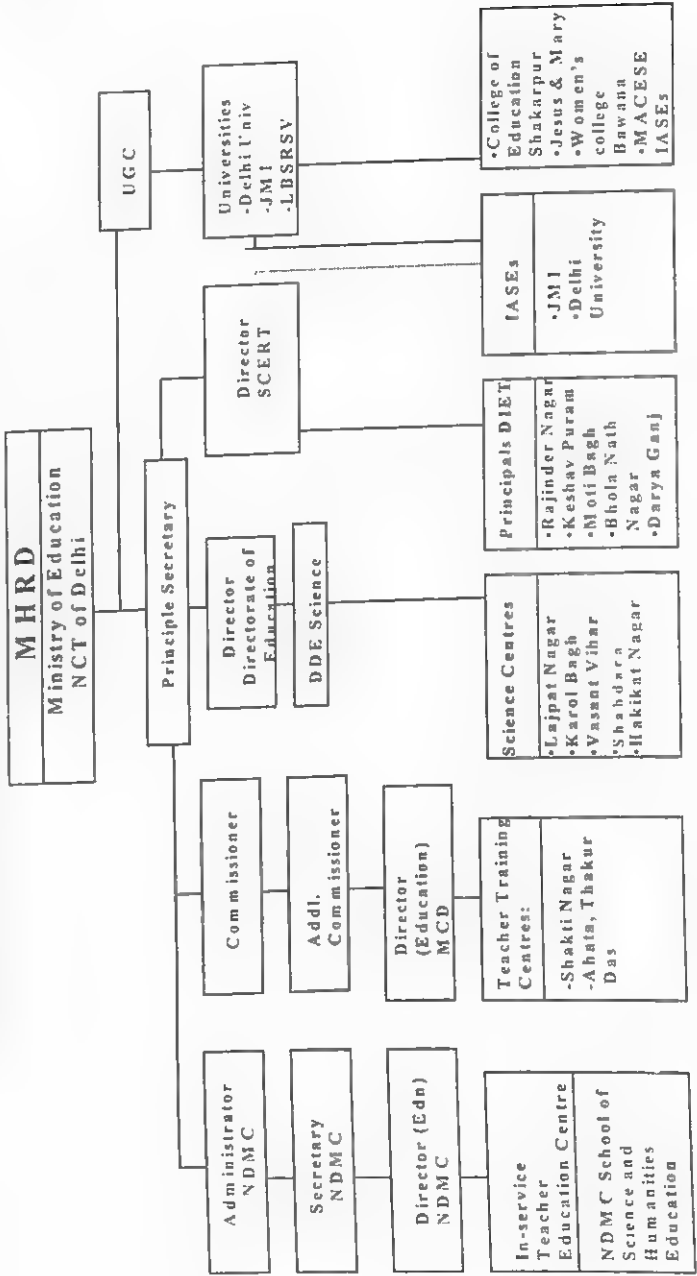 MHRD
Ministry of Education
NCT of Delhi
UGC
Principle Secretary
Administrator
NDMC
Commissioner
Director
Directorate of
Education
Director
SCERT
Universities
-Delhi Univ
-JMI
-LBSRSV
Secretary
NDMC
Addl.
Commissioner
DDE Science
Director (Edn)
NDMC
Director
(Education)
MCD
In-service
Teacher
Education Centre
NDMC School of
Science and
Humanities
Education
Teacher Training
Centres:
-Shakti Nagar
-Ahata, Thakur
Das
Science Centres
•Lajpat Nagar
•Karol Bagh
•Vasant Vihar
•Shahdara
•Hakikat Nagar
Principals DIET
•Rajinder Nagar
•Keshav Puram
•Moti Bagh
•Bhola Nath
Nagar
•Darya Ganj
IASEs
•JMI
•Delhi
University
•College of
Education
Shakarpur
•Jesus & Mary
•Women's
college
Bawana
•MACESE
IASEs